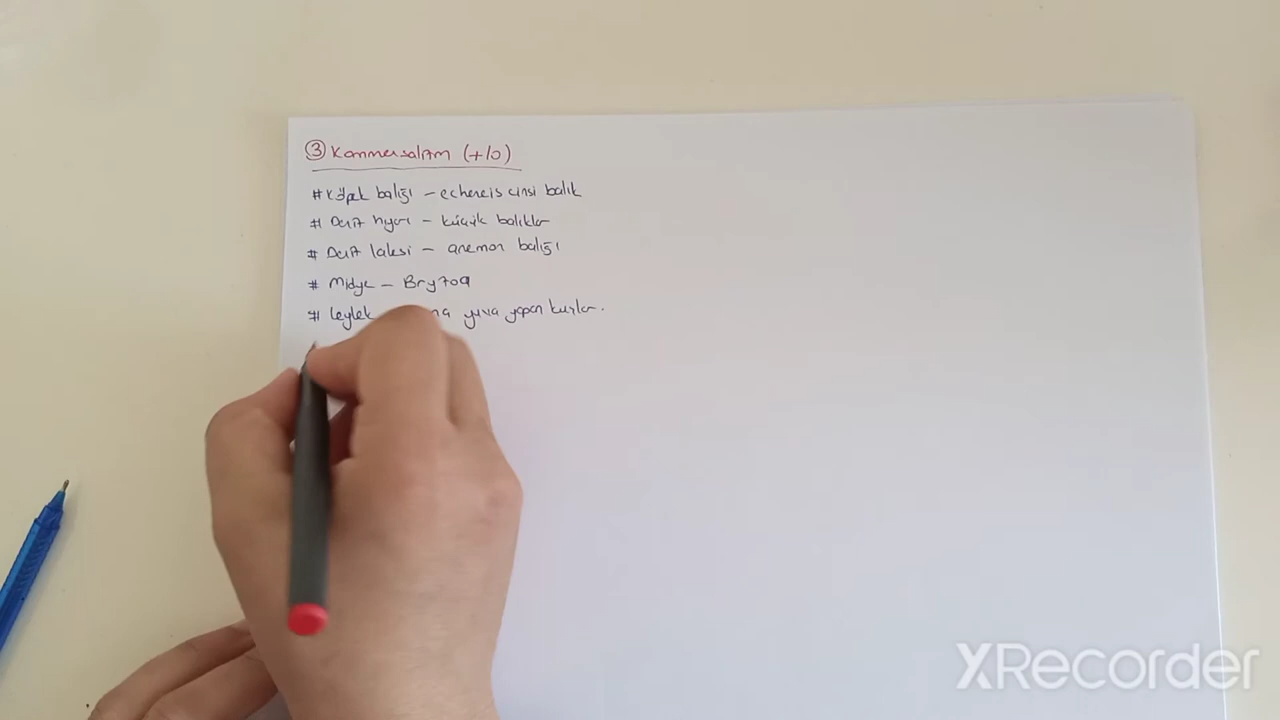 ③ Kommensalizm (+/0)
# Köpek balığı – echeneis cinsi balık
# Deniz hıyarı – küçük balıklar
# Deniz lalesi – anemon balığı
# Midye – Bryzoa
# leylek yuva yapan kuşlar.
XRecorder